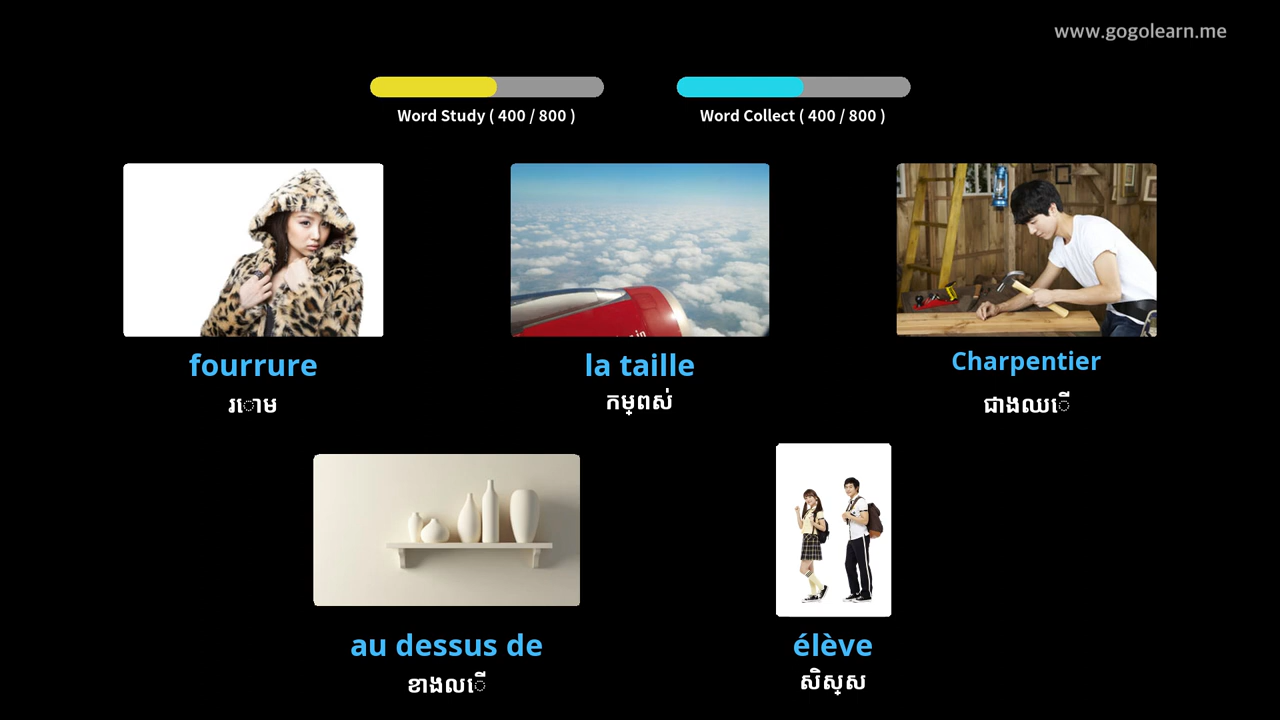 www.gogolearn.me
Word Study ( 400 / 800 )
Word Collect ( 400 / 800 )
fourrure
la taille
Charpentier
រោម
កម្ពស់
ជាងឈើ
au dessus de
élève
ខាងលើ
សិស្ស